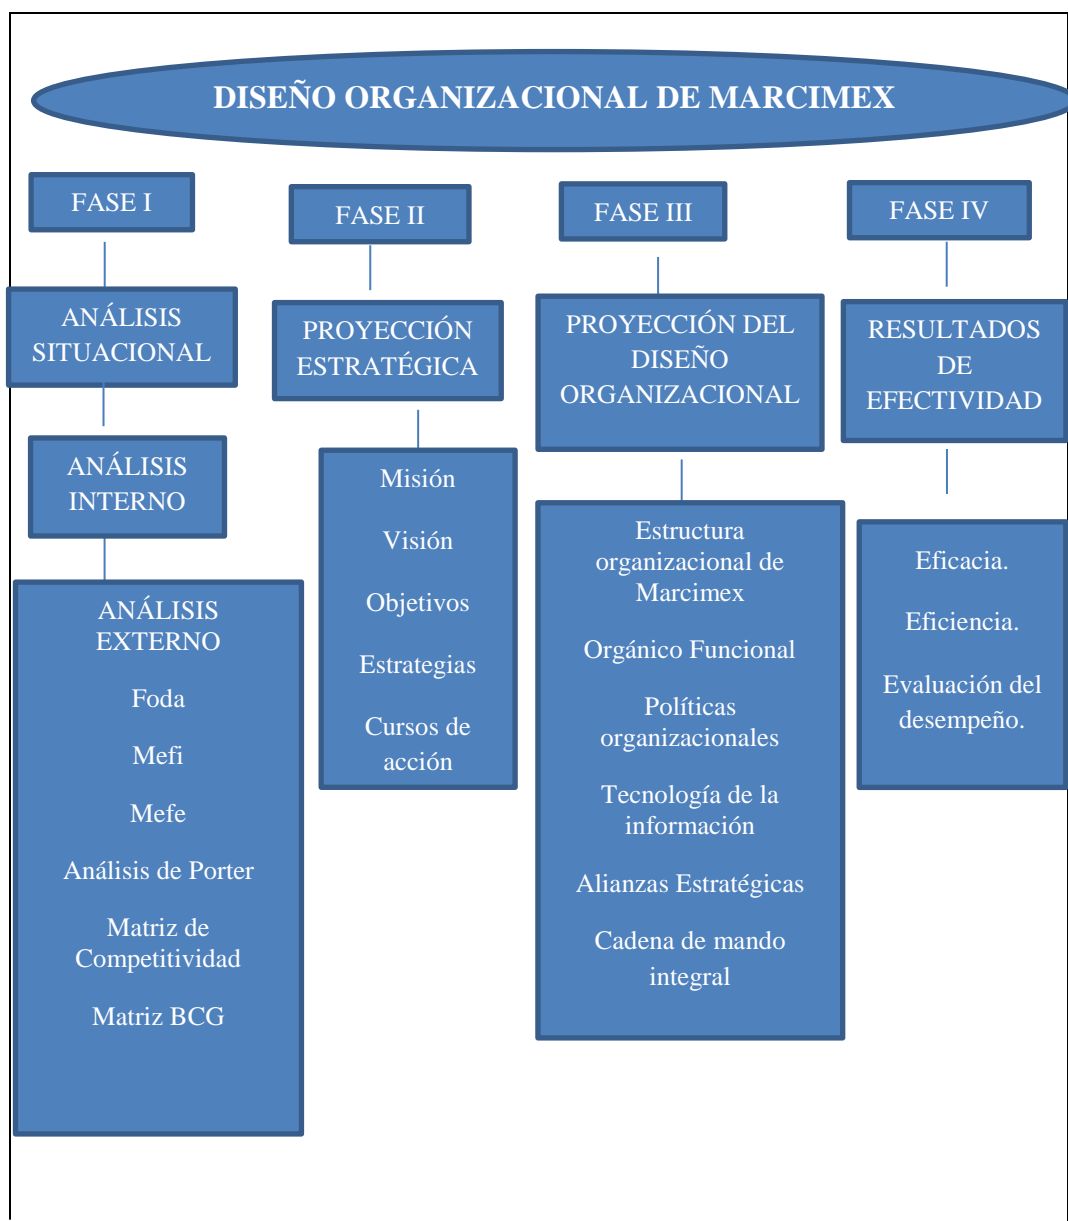 DISEÑO ORGANIZACIONAL DE MARCIMEX
FASE I
ANÁLISIS
SITUACIONAL
ANÁLISIS
INTERNO
ANÁLISIS
EXTERNO
Foda
Mefi
Mefe
Análisis de Porter
Matriz de
Competitividad
Matriz BCG
FASE II
PROYECCIÓN
ESTRATÉGICA
Misión
Visión
Objetivos
Estrategias
Cursos de
acción
FASE III
PROYECCIÓN DEL
DISEÑO
ORGANIZACIONAL
Estructura
organizacional de
Marcimex
Orgánico Funcional
Políticas
organizacionales
Tecnología de la
información
Alianzas Estratégicas
Cadena de mando
integral
FASE IV
RESULTADOS
DE
EFECTIVIDAD
Eficacia.
Eficiencia.
Evaluación del
desempeño.